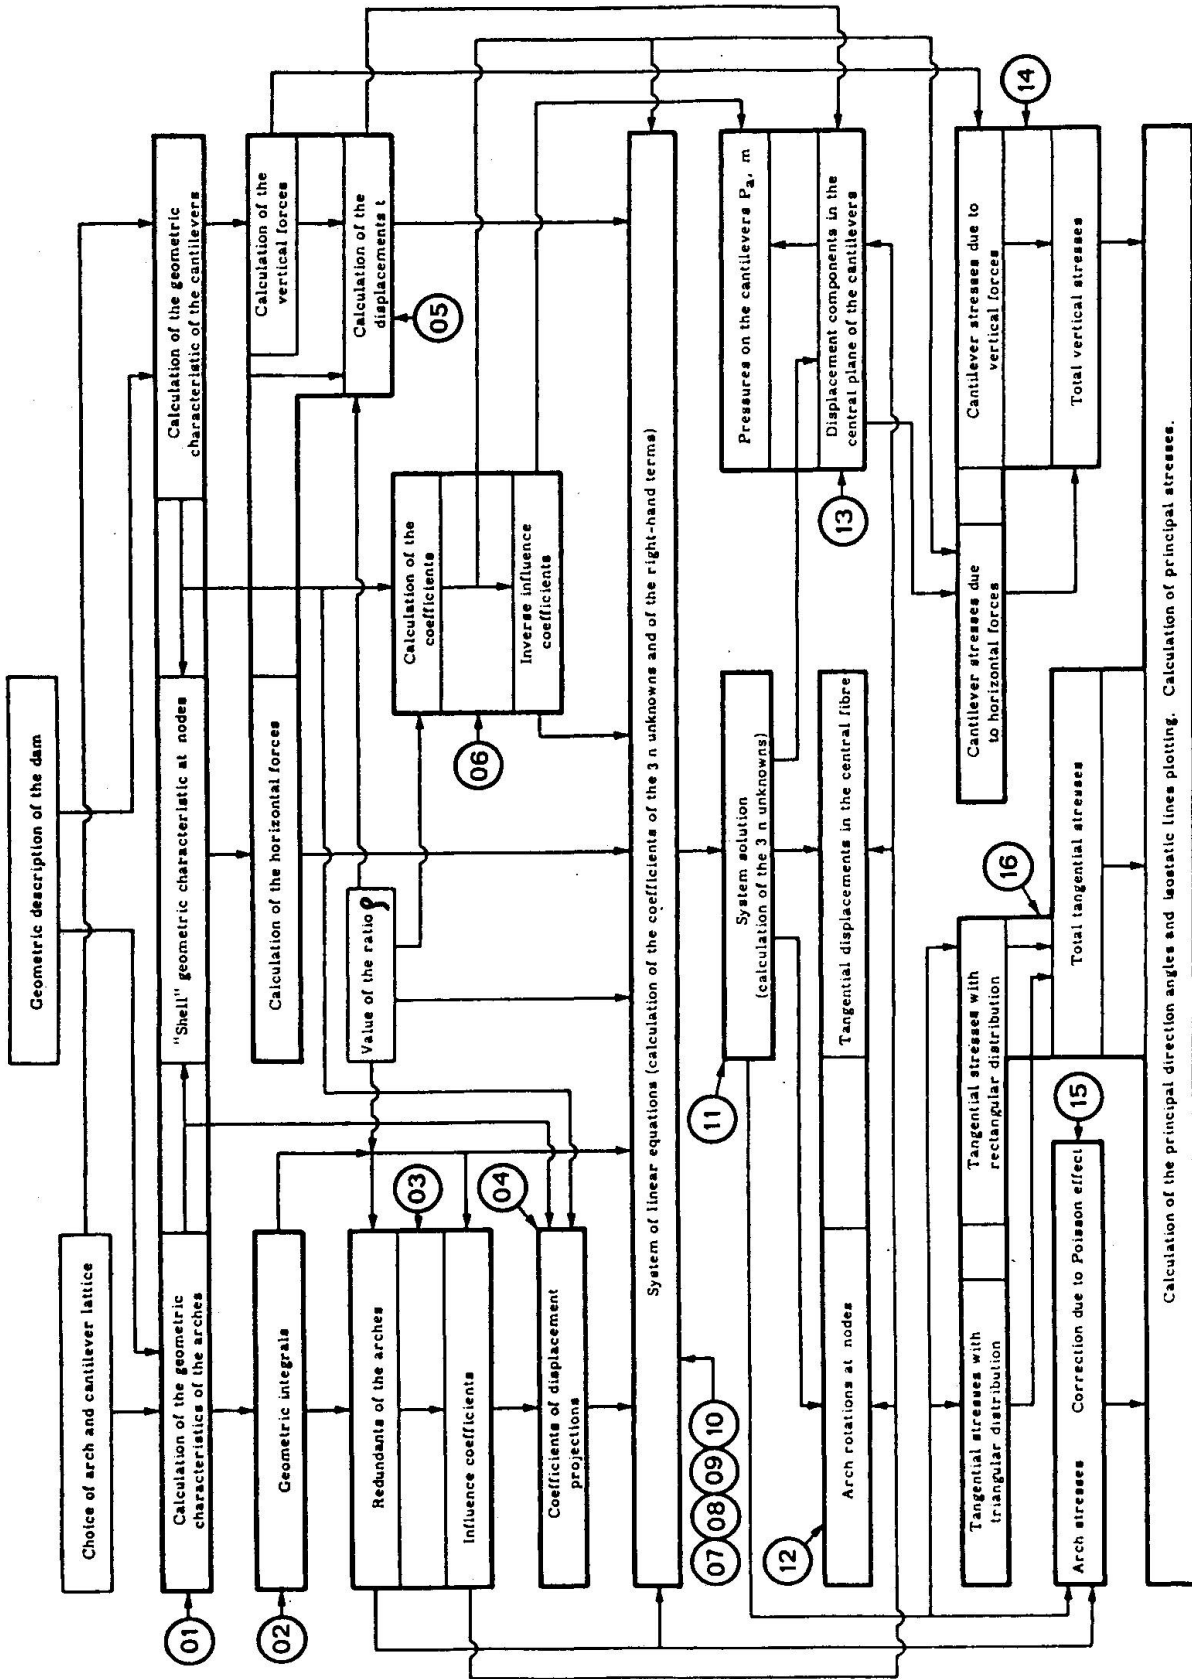 Geometric description of the dam
Choice of arch and cantilever lattice
01
Calculation of the geometric
characteristics of the arches
"Shell" geometric characteristic at nodes
Calculation of the geometric
characteristic of the cantilevers
02
Geometric integrals
Calculation of the horizontal forces
Calculation of the
vertical forces
Redundants of the arches
03
Influence coefficients
Value of the ratio ρ
Calculation of the
displacements t
05
Calculation of the
coefficients
06
Inverse influence
coefficients
04
Coefficients of displacement
projections
System of linear equations (calculation of the coefficients of the 3 n unknowns and of the right-hand terms)
07 08 09 10
11
System solution
(calculation of the 3 n unknowns)
Pressures on the cantilevers Pa, m
12
Arch rotations at nodes
Tangential displacements in the central fibre
13
Displacement components in the
central plane of the cantilevers
Tangential stresses with
triangular distribution
Tangential stresses with
rectangular distribution
16
Cantilever stresses due
to horizontal forces
Cantilever stresses due to
vertical forces
14
Arch stresses
Correction due to Poisson effect
15
Total tangential stresses
Total vertical stresses
Calculation of the principal direction angles and isostatic lines plotting. Calculation of principal stresses.